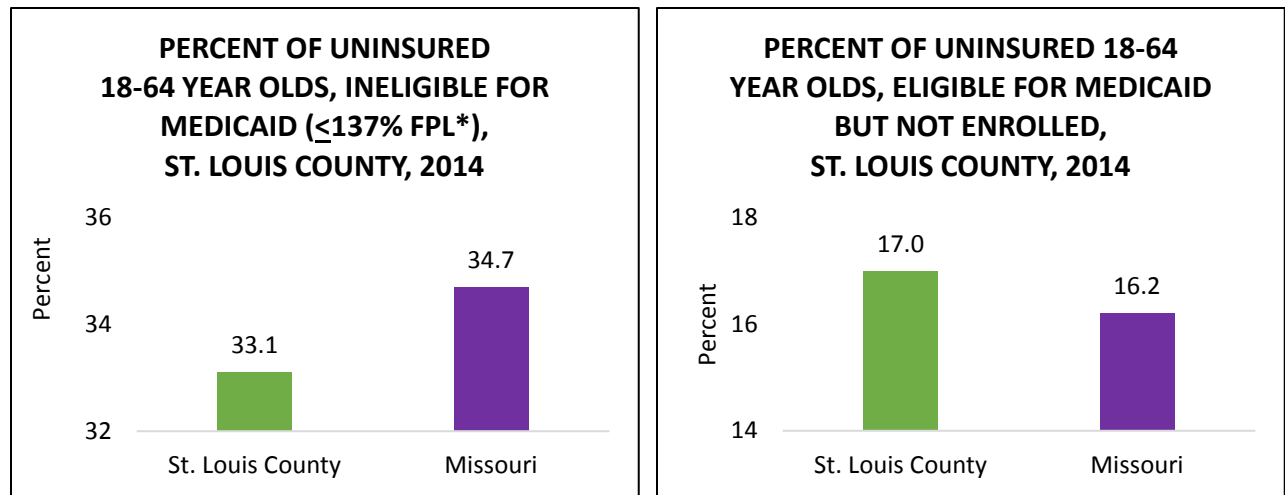 PERCENT OF UNINSURED
18-64 YEAR OLDS, INELIGIBLE FOR
MEDICAID (≤137% FPL*),
ST. LOUIS COUNTY, 2014
Percent
36
34
32
33.1
34.7
St. Louis County
Missouri
PERCENT OF UNINSURED 18-64
YEAR OLDS, ELIGIBLE FOR MEDICAID
BUT NOT ENROLLED,
ST. LOUIS COUNTY, 2014
Percent
18
16
14
17.0
16.2
St. Louis County
Missouri